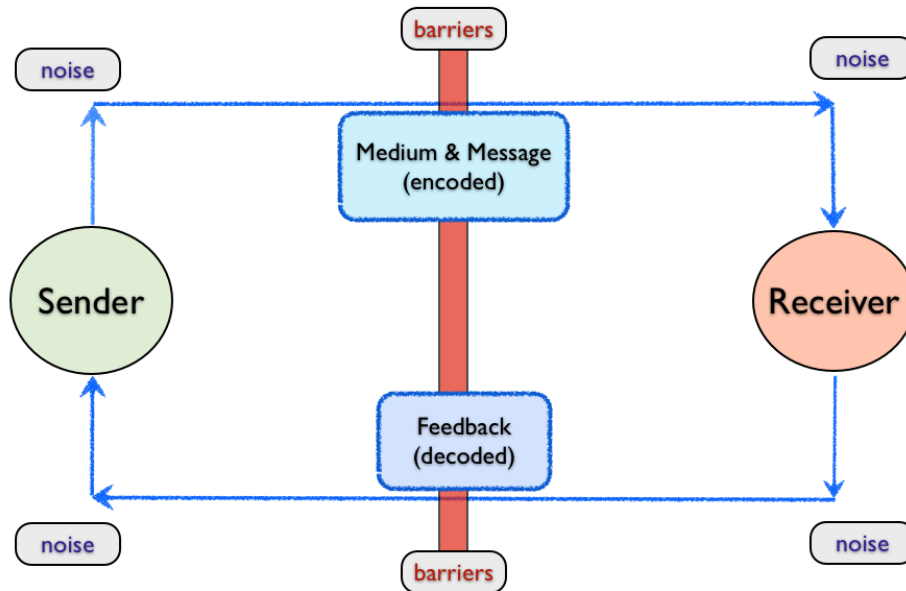 barriers
noise
noise
Medium & Message
(encoded)
Sender
Receiver
Feedback
(decoded)
noise
noise
barriers